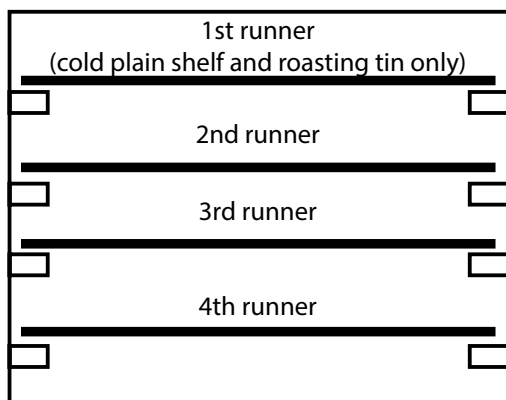 1st runner
(cold plain shelf and roasting tin only)
2nd runner
3rd runner
4th runner